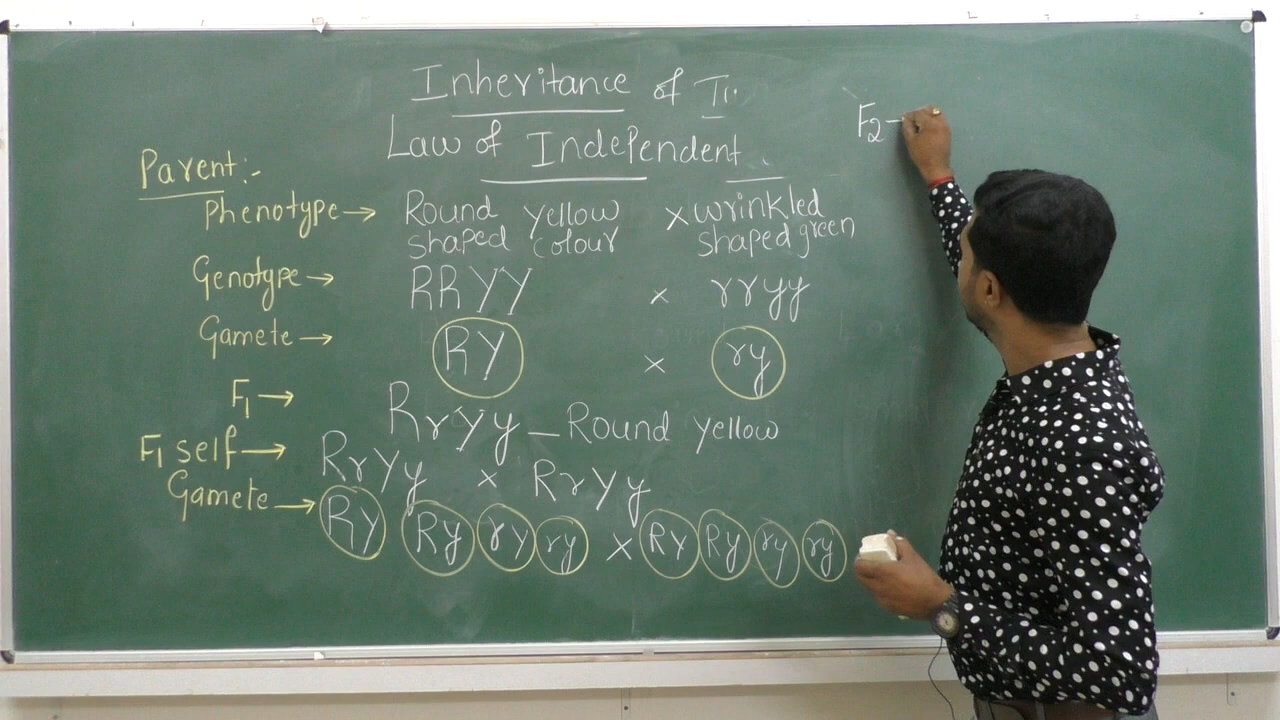 Inheritance of
Law of Independent
Parent:-
Phenotype → Round yellow × wrinkled
shaped colour shaped green
Genotype → RRYY × rryy
Gamete → RY × ry
F1 → RrYy — Round yellow
F1 self → RrYy × RrYy
Gamete → RY Ry rY ry × RY Ry rY ry
F2 -